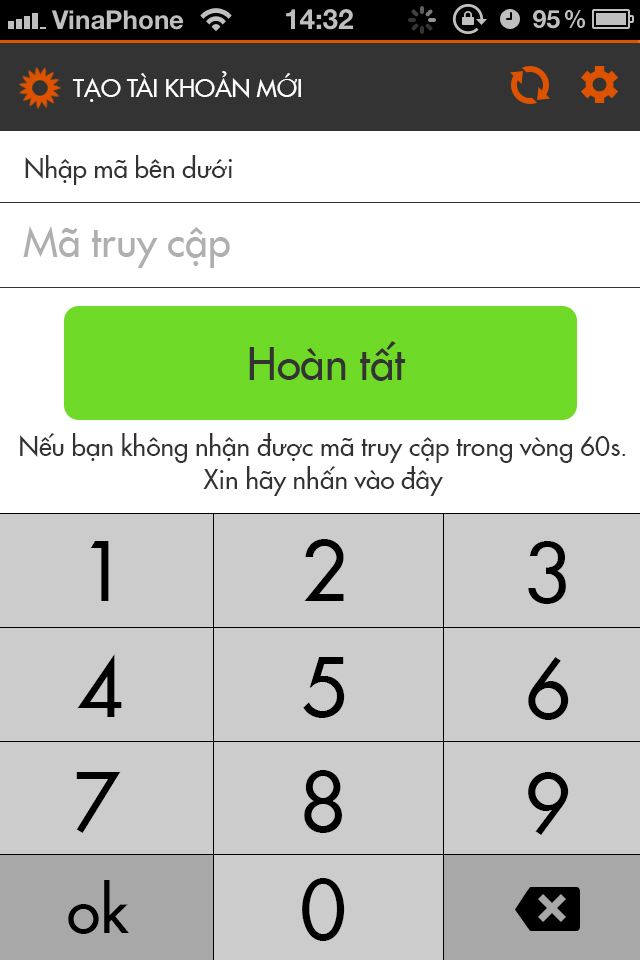 VinaPhone 14:32 95%
TẠO TÀI KHOẢN MỚI
Nhập mã bên dưới
Mã truy cập
Hoàn tất
Nếu bạn không nhận được mã truy cập trong vòng 60s.
Xin hãy nhấn vào đây
1 2 3
4 5 6
7 8 9
ok 0